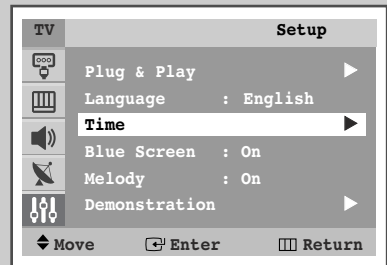 TV Setup
Plug & Play
Language : English
Time
Blue Screen : On
Melody : On
Demonstration
Move Enter Return